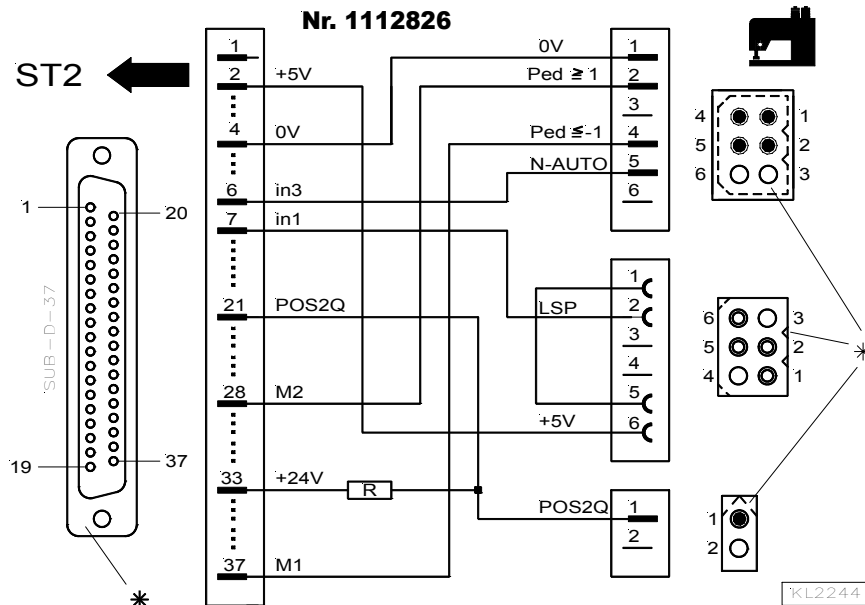 Nr. 1112826
ST2
1
20
19
37
SUB-D-37
1
2 +5V
4 0V
6 in3
7 in1
21 POS2Q
28 M2
33 +24V
R
37 M1
0V 1
Ped ≧ 1 2
3
Ped ≦-1 4
N-AUTO 5
6
1
LSP 2
3
4
5
+5V 6
POS2Q 1
2
4 1
5 2
6 3
6 3
5 2
4 1
1
2
*
*
KL2244